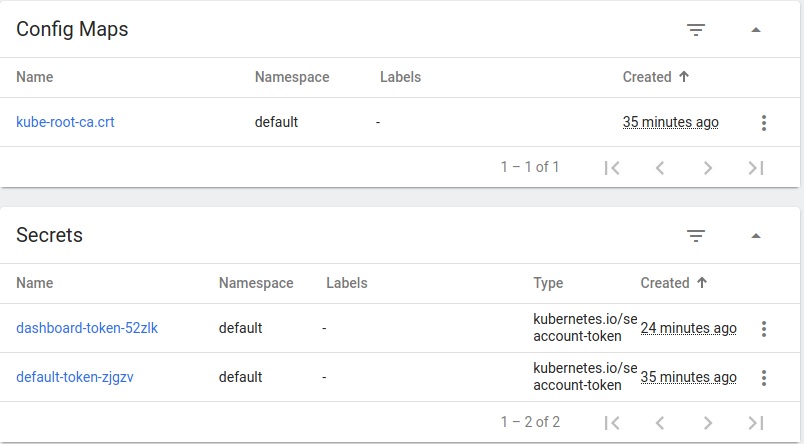 Config Maps
Name Namespace Labels Created
kube-root-ca.crt default - 35 minutes ago
1 – 1 of 1
Secrets
Name Namespace Labels Type Created
dashboard-token-52zlk default - kubernetes.io/se account-token 24 minutes ago
default-token-zjgzv default - kubernetes.io/se account-token 35 minutes ago
1 – 2 of 2